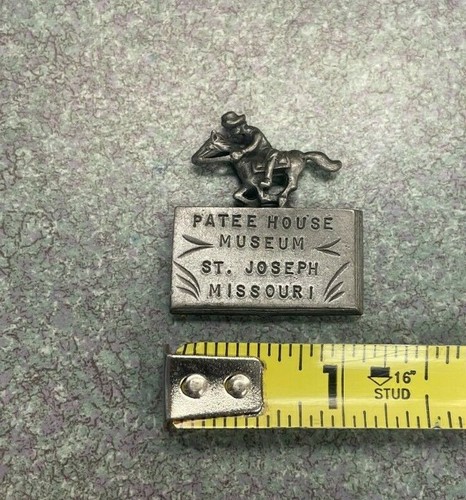 PATEE HOUSE
MUSEUM
ST. JOSEPH
MISSOURI
1
16"
STUD